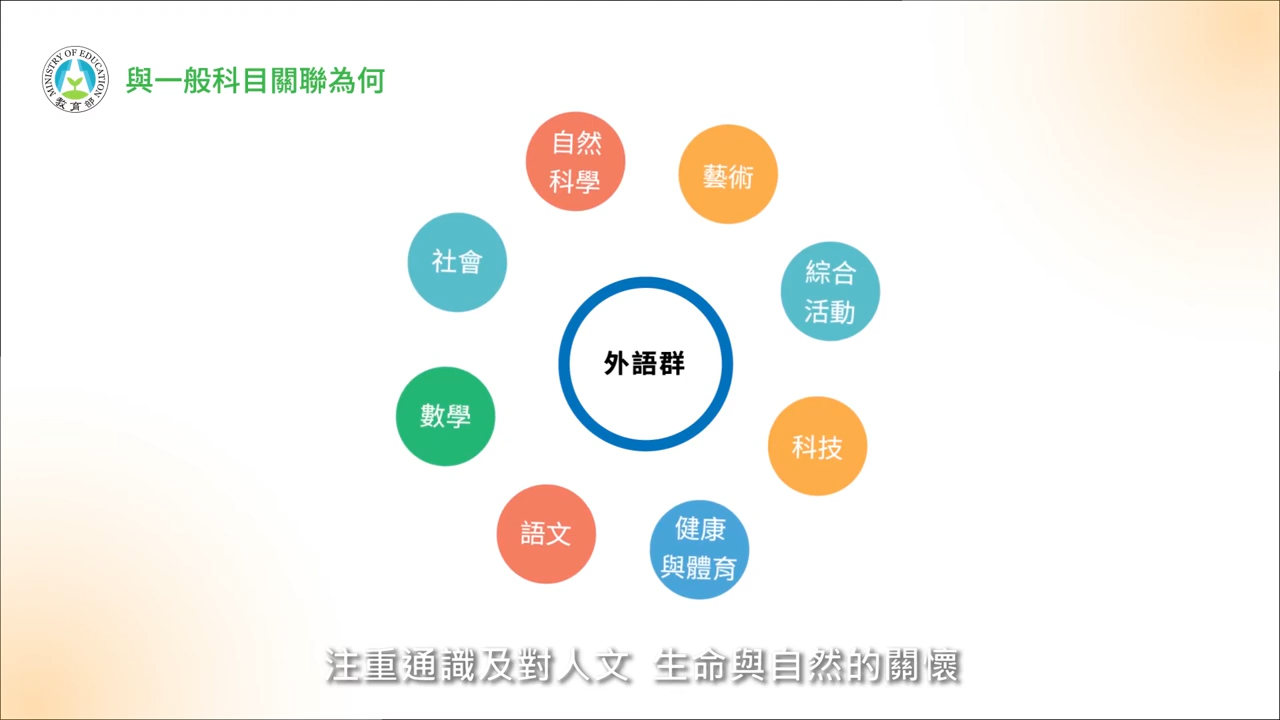 MINISTRY OF EDUCATION
教育部
與一般科目關聯為何
自然
科學
藝術
社會
綜合
活動
外語群
數學
科技
語文
健康
與體育
注重通識及對人文 生命與自然的關懷